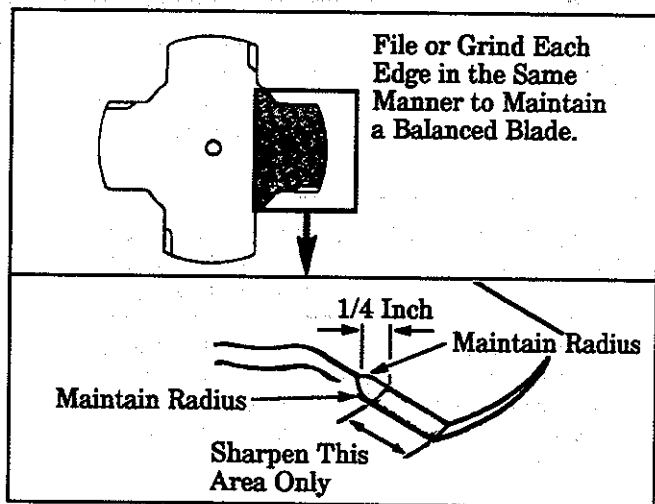 File or Grind Each
Edge in the Same
Manner to Maintain
a Balanced Blade.
1/4 Inch
Maintain Radius
Maintain Radius
Sharpen This
Area Only